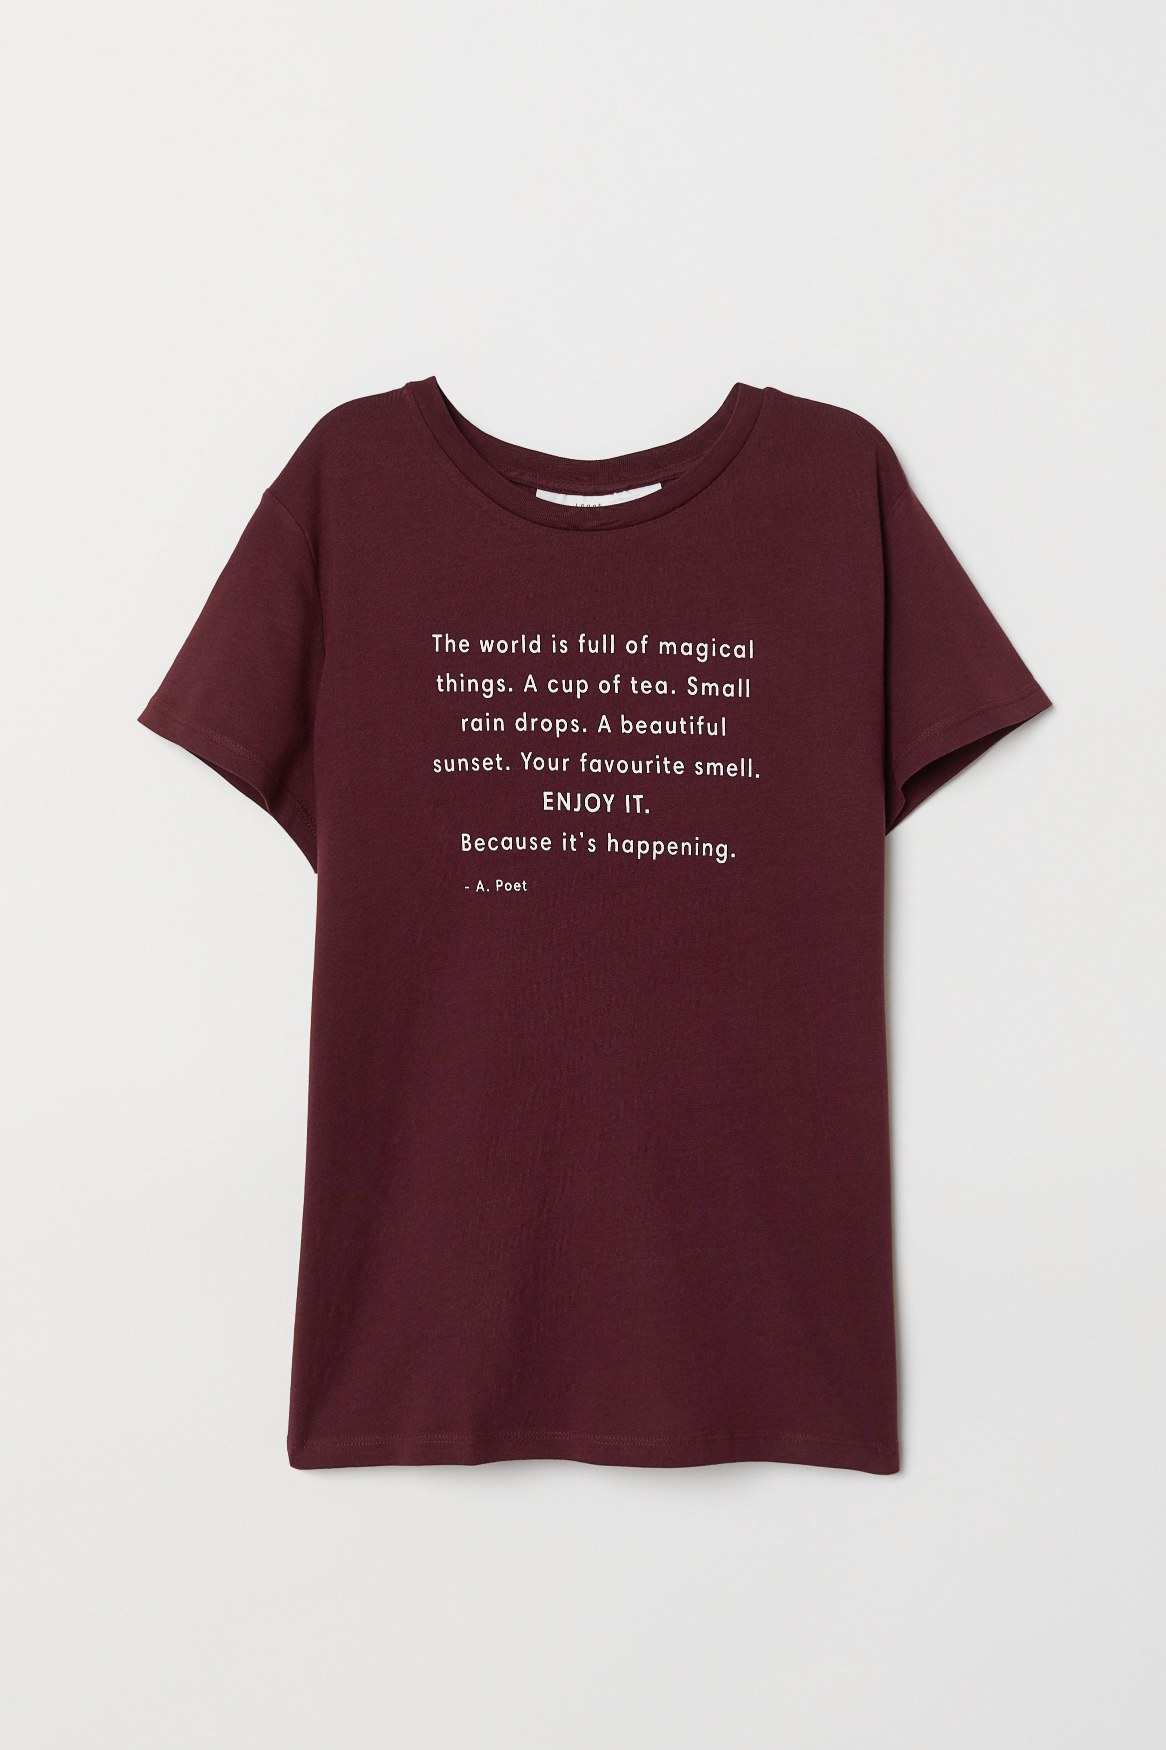 The world is full of magical
things. A cup of tea. Small
rain drops. A beautiful
sunset. Your favourite smell.
ENJOY IT.
Because it's happening.
- A. Poet